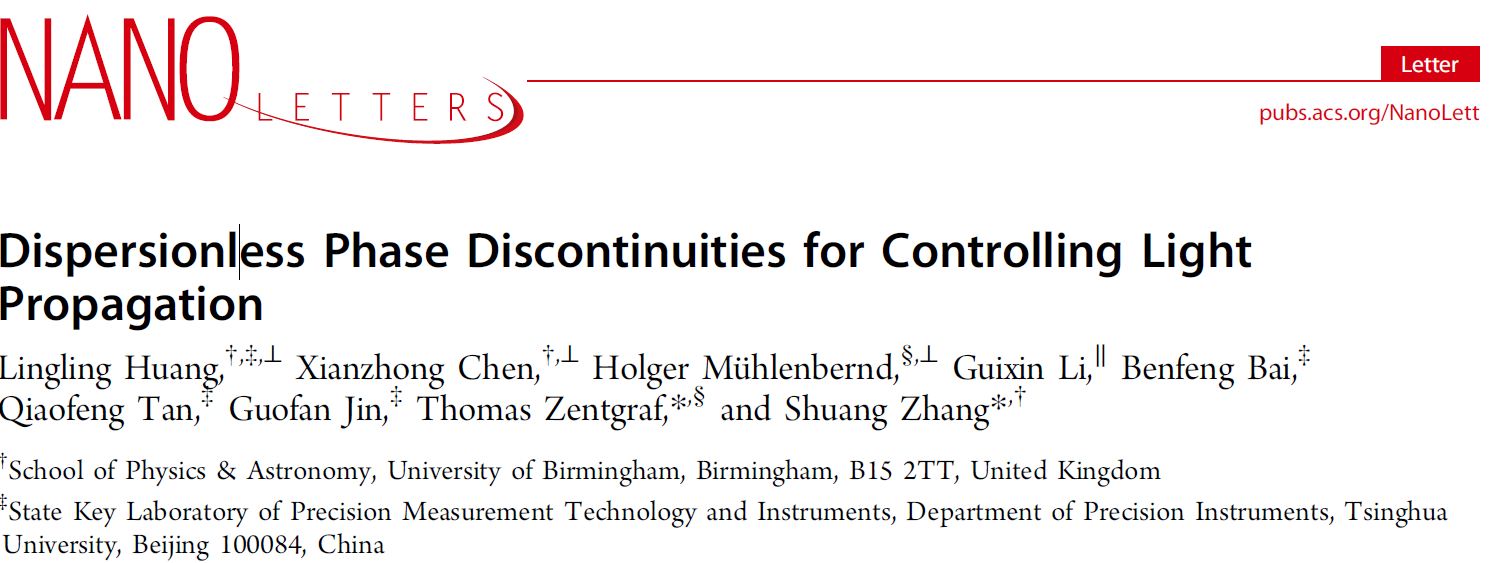 NANO LETTERS
Letter
pubs.acs.org/NanoLett
Dispersionless Phase Discontinuities for Controlling Light
Propagation
Lingling Huang,†,‡,⊥ Xianzhong Chen,†,⊥ Holger Mühlenbernd,§,⊥ Guixin Li,∥ Benfeng Bai,‡
Qiaofeng Tan,‡ Guofan Jin,‡ Thomas Zentgraf,*,§ and Shuang Zhang*,†
†School of Physics & Astronomy, University of Birmingham, Birmingham, B15 2TT, United Kingdom
‡State Key Laboratory of Precision Measurement Technology and Instruments, Department of Precision Instruments, Tsinghua
University, Beijing 100084, China